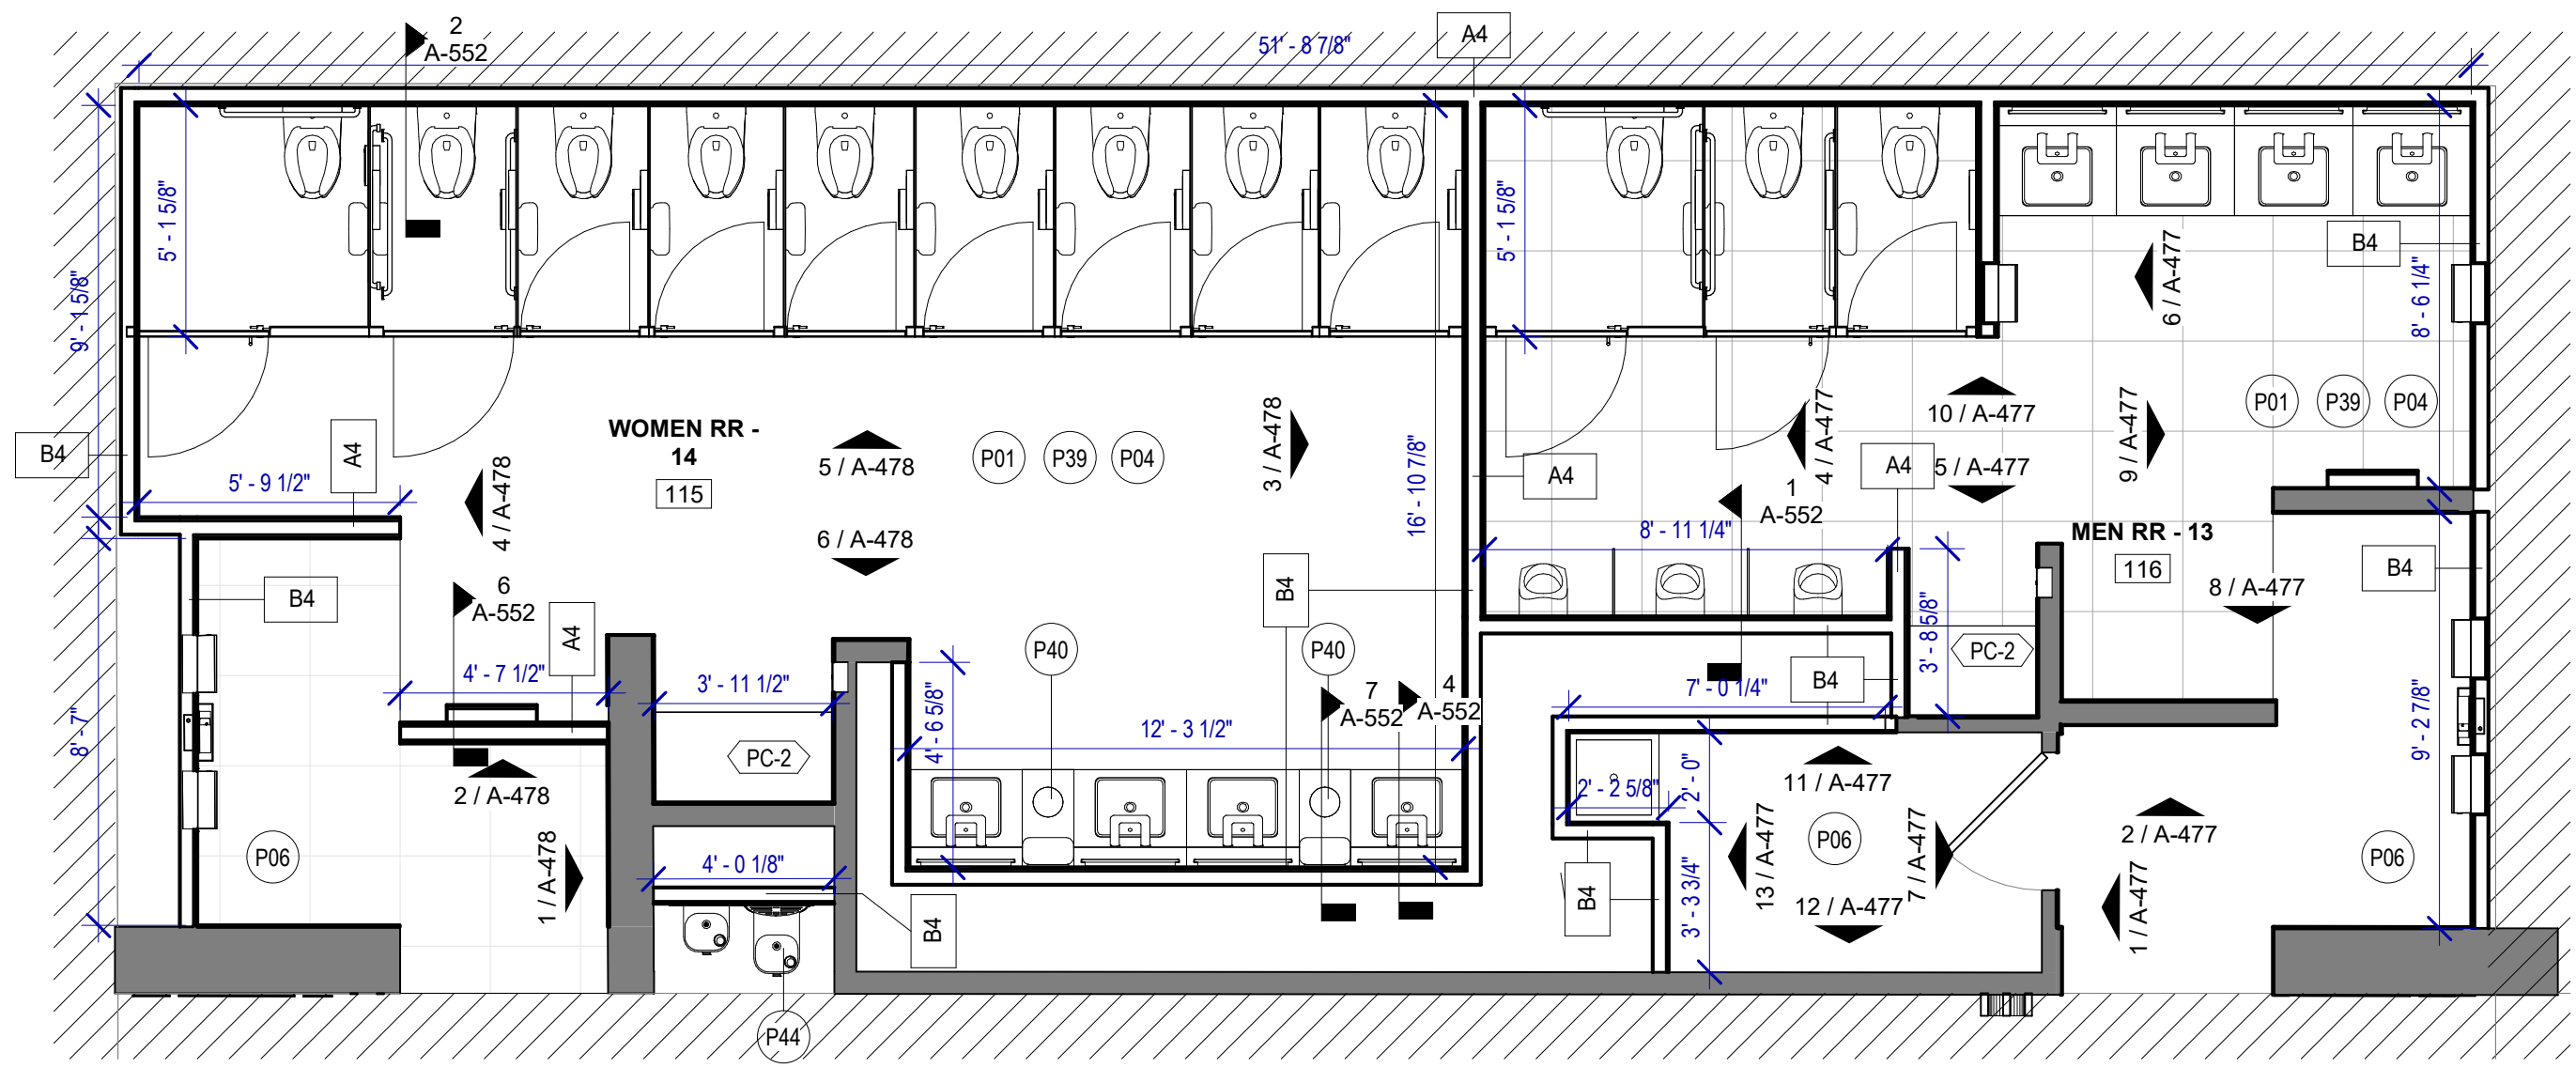 2
A-552
51' - 8 7/8"
A4
5' - 1 5/8"
9' - 1 5/8"
5' - 1 5/8"
B4
6 / A-477
8' - 6 1/4"
B4
A4
5' - 9 1/2"
WOMEN RR -
14
115
4 / A-478
5 / A-478
6 / A-478
P01
P39
P04
3 / A-478
16' - 10 7/8"
A4
4 / A-477
10 / A-477
A4
5 / A-477
9 / A-477
P01
P39
P04
1
A-552
8' - 11 1/4"
MEN RR - 13
116
B4
8 / A-477
B4
6
A-552
A4
4' - 7 1/2"
3' - 11 1/2"
P40
B4
P40
3' - 8 5/8"
PC-2
B4
7' - 0 1/4"
4' - 6 5/8"
12' - 3 1/2"
7
A-552
4
A-552
8' - 7"
PC-2
2 / A-478
2' - 2 5/8"
2' - 0"
11 / A-477
9' - 2 7/8"
P06
1 / A-478
4' - 0 1/8"
B4
B4
3' - 3 3/4"
13 / A-477
P06
7 / A-477
12 / A-477
2 / A-477
1 / A-477
P06
P44